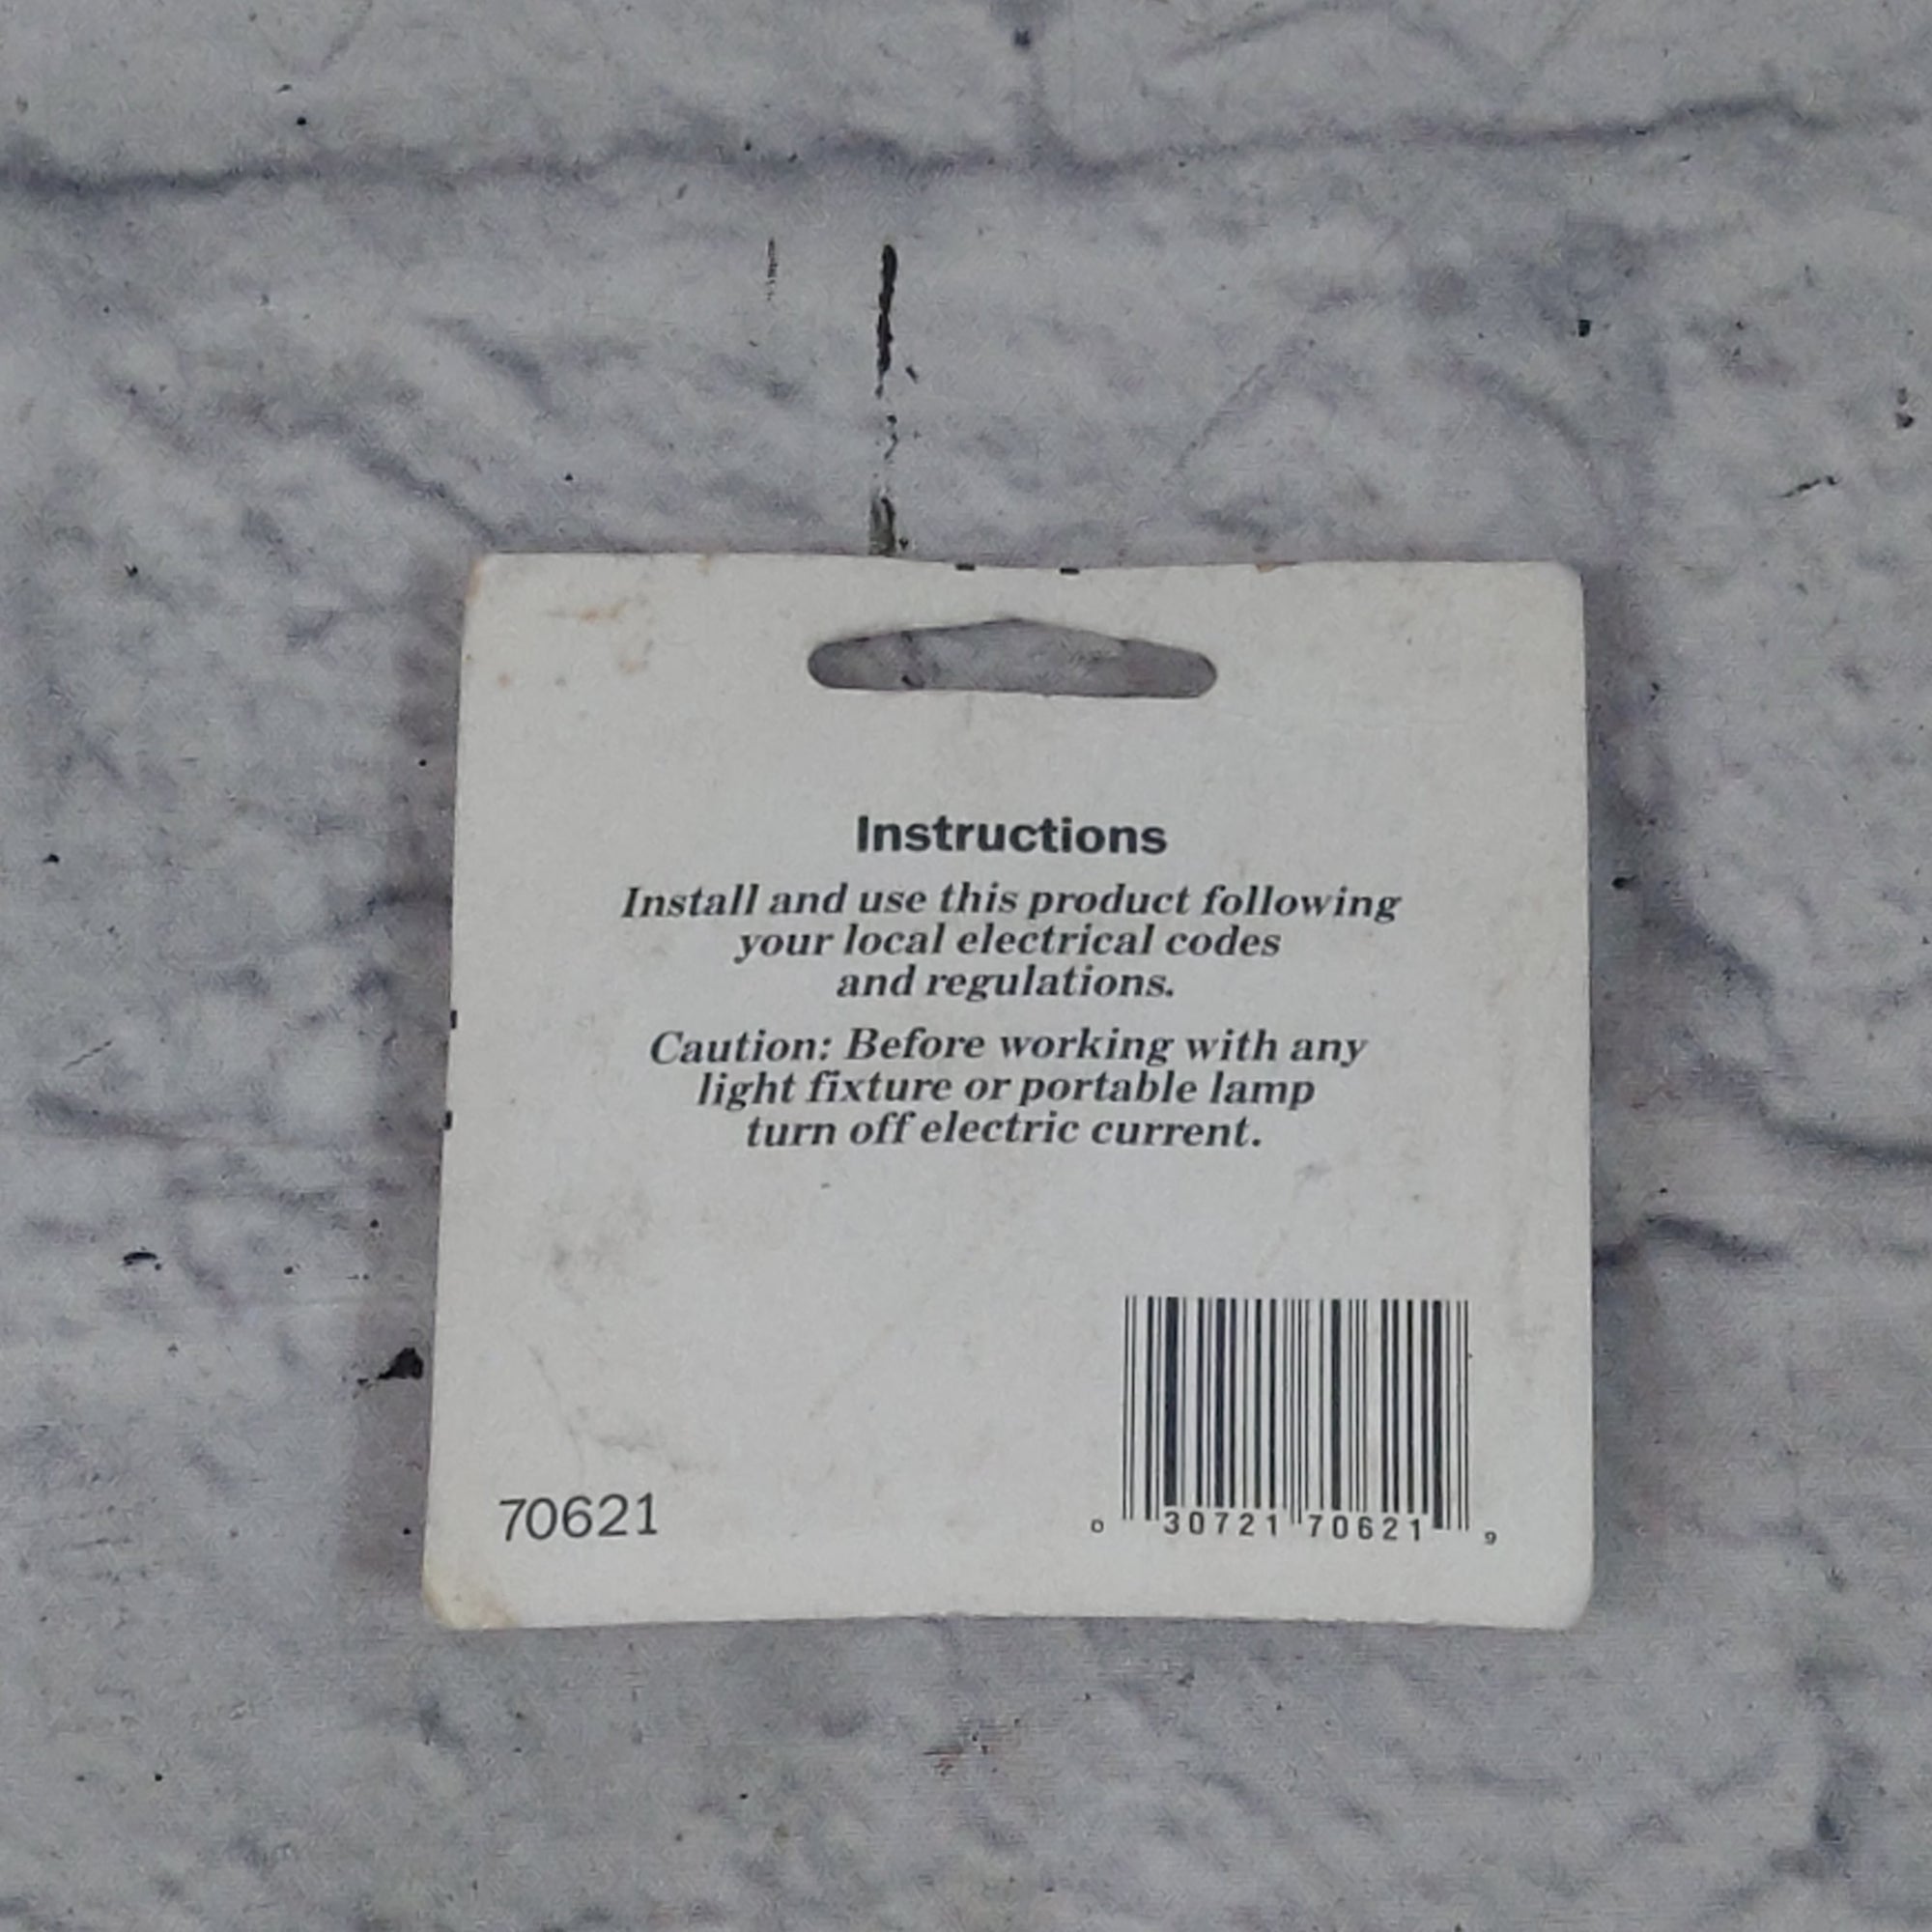 Instructions
Install and use this product following
your local electrical codes
and regulations.
Caution: Before working with any
light fixture or portable lamp
turn off electric current.
70621
0 30721 70621 9